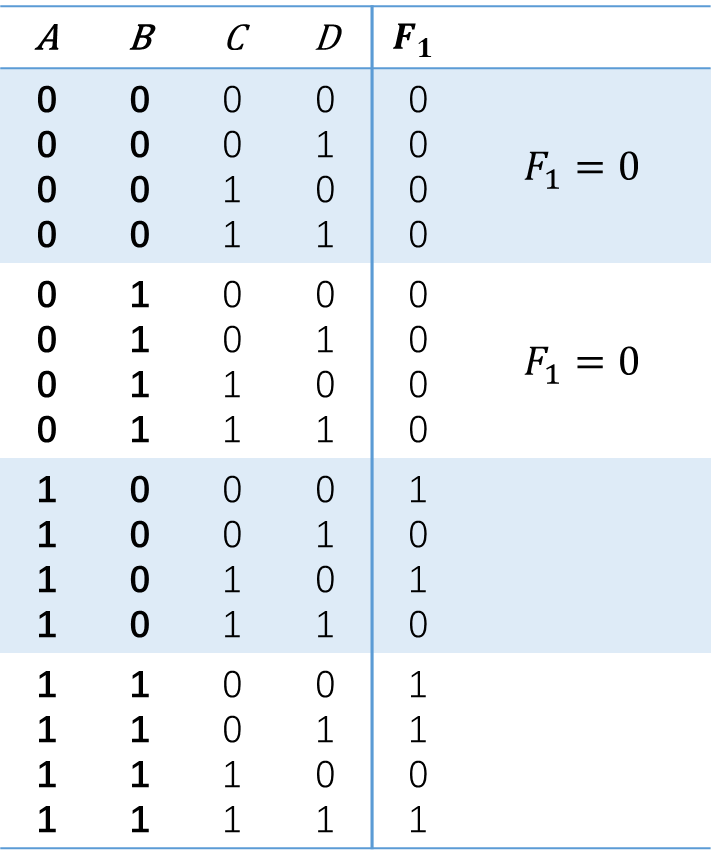 A B C D F₁
0 0 0 0 0
0 0 0 1 0
0 0 1 0 0
0 0 1 1 0
F₁ = 0
0 1 0 0 0
0 1 0 1 0
0 1 1 0 0
0 1 1 1 0
F₁ = 0
1 0 0 0 1
1 0 0 1 0
1 0 1 0 1
1 0 1 1 0
1 1 0 0 1
1 1 0 1 1
1 1 1 0 0
1 1 1 1 1